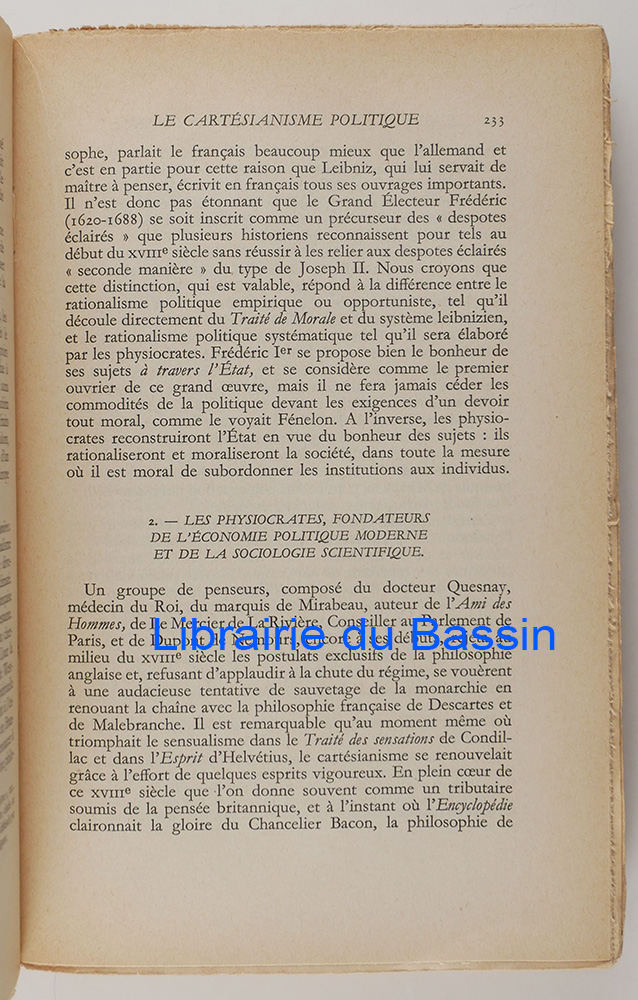 LE CARTÉSIANISME POLITIQUE 233
sophe, parlait le français beaucoup mieux que l'allemand et
c'est en partie pour cette raison que Leibniz, qui lui servait de
maître à penser, écrivit en français tous ses ouvrages importants.
Il n'est donc pas étonnant que le Grand Électeur Frédéric
(1620-1688) se soit inscrit comme un précurseur des « despotes
éclairés » que plusieurs historiens reconnaissent pour tels au
début du XVIIIe siècle sans réussir à les relier aux despotes éclairés
« seconde manière » du type de Joseph II. Nous croyons que
cette distinction, qui est valable, répond à la différence entre le
rationalisme politique empirique ou opportuniste, tel qu'il
découle directement du Traité de Morale et du système leibnizien,
et le rationalisme politique systématique tel qu'il sera élaboré
par les physiocrates. Frédéric Ier se propose bien le bonheur de
ses sujets à travers l'État, et se considère comme le premier
ouvrier de ce grand œuvre, mais il ne fera jamais céder les
commodités de la politique devant les exigences d'un devoir
tout moral, comme le voyait Fénelon. A l'inverse, les physio-
crates reconstruiront l'État en vue du bonheur des sujets : ils
rationaliseront et moraliseront la société, dans toute la mesure
où il est moral de subordonner les institutions aux individus.
2. — LES PHYSIOCRATES, FONDATEURS
DE L'ÉCONOMIE POLITIQUE MODERNE
ET DE LA SOCIOLOGIE SCIENTIFIQUE.
Un groupe de penseurs, composé du docteur Quesnay,
médecin du Roi, du marquis de Mirabeau, auteur de l'Ami des
Hommes, de Le Mercier de La Rivière, Conseiller au Parlement de
Librairie du Bassin
Paris, et de Dupont de Nemours, encore à ses débuts, rejeta au
milieu du XVIIIe siècle les postulats exclusifs de la philosophie
anglaise et, refusant d'applaudir à la chute du régime, se vouèrent
à une audacieuse tentative de sauvetage de la monarchie en
renouant la chaîne avec la philosophie française de Descartes et
de Malebranche. Il est remarquable qu'au moment même où
triomphait le sensualisme dans le Traité des sensations de Condil-
lac et dans l'Esprit d'Helvétius, le cartésianisme se renouvelait
grâce à l'effort de quelques esprits vigoureux. En plein cœur de
ce XVIIIe siècle que l'on donne souvent comme un tributaire
soumis de la pensée britannique, et à l'instant où l'Encyclopédie
claironnait la gloire du Chancelier Bacon, la philosophie de